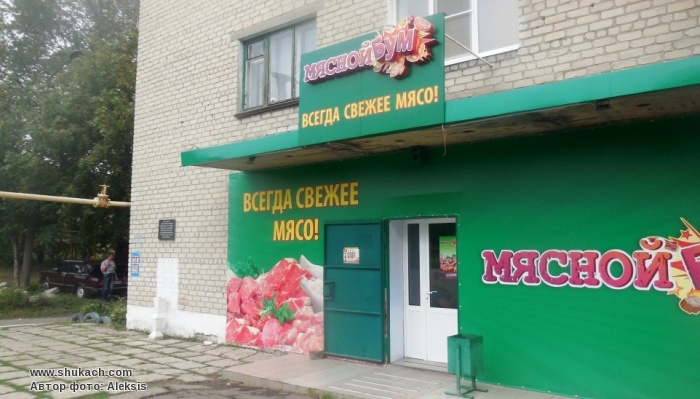 МЯСНОЙ БУМ
ВСЕГДА СВЕЖЕЕ МЯСО!
ВСЕГДА СВЕЖЕЕ
МЯСО!
МЯСНОЙ Б
www.shukach.com
Автор фото: Aleksis